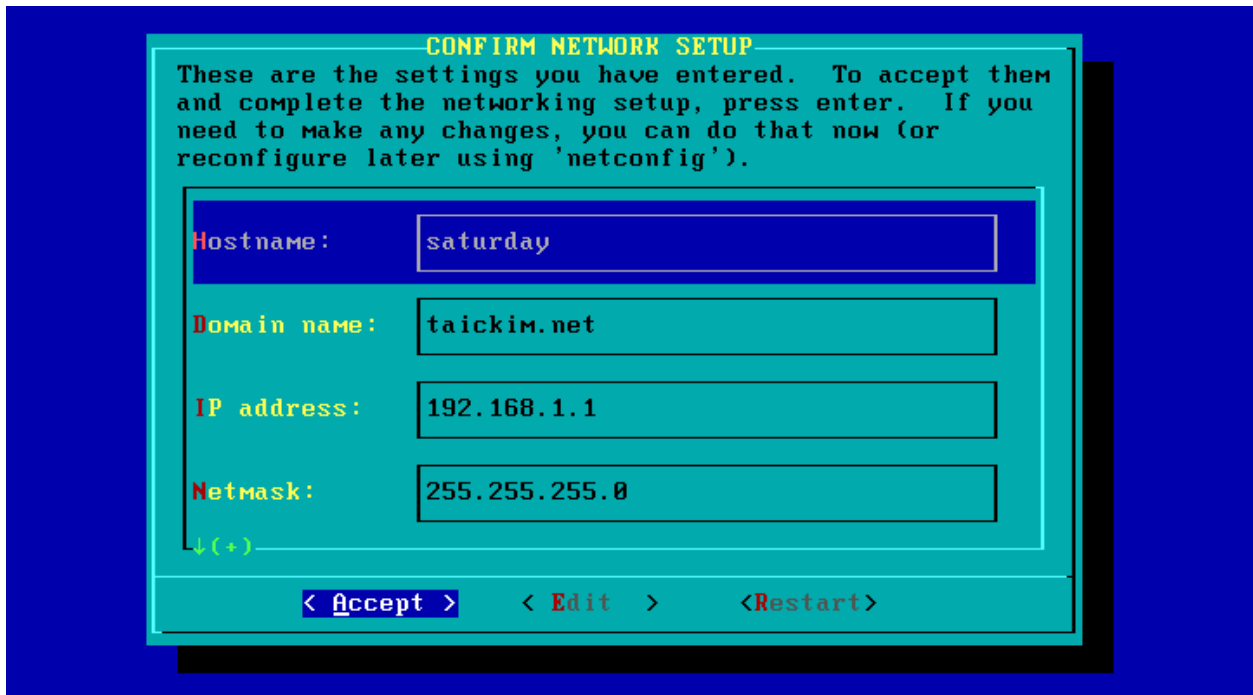 CONFIRM NETWORK SETUP
These are the settings you have entered.  To accept them
and complete the networking setup, press enter.  If you
need to make any changes, you can do that now (or
reconfigure later using 'netconfig').
Hostname: saturday
Domain name: taickim.net
IP address: 192.168.1.1
Netmask: 255.255.255.0
↓(+)
< Accept > < Edit > <Restart>